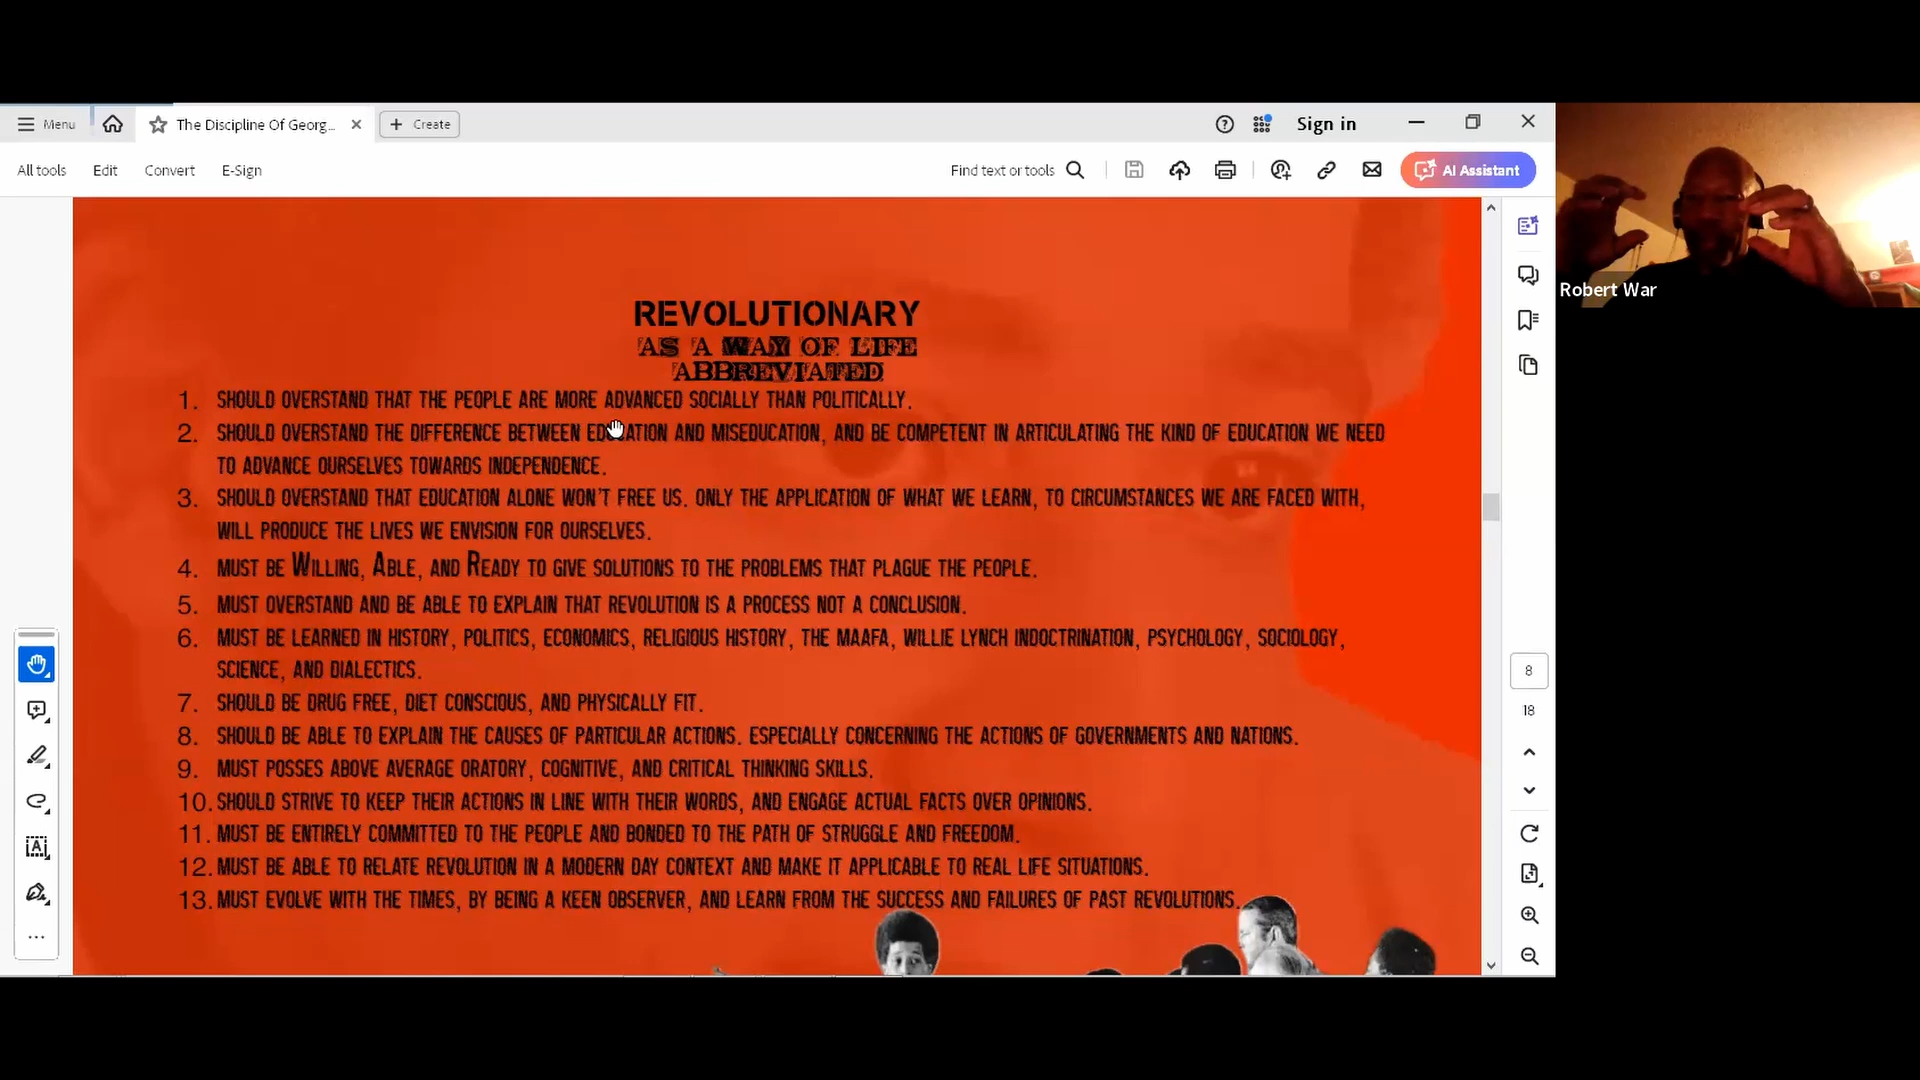 Menu
The Discipline Of Georg...
Create
Sign in
All tools
Edit
Convert
E-Sign
Find text or tools
AI Assistant
REVOLUTIONARY
AS A WAY OF LIFE
ABBREVIATED
1. SHOULD OVERSTAND THAT THE PEOPLE ARE MORE ADVANCED SOCIALLY THAN POLITICALLY.
2. SHOULD OVERSTAND THE DIFFERENCE BETWEEN EDUCATION AND MISEDUCATION, AND BE COMPETENT IN ARTICULATING THE KIND OF EDUCATION WE NEED
TO ADVANCE OURSELVES TOWARDS INDEPENDENCE.
3. SHOULD OVERSTAND THAT EDUCATION ALONE WON'T FREE US. ONLY THE APPLICATION OF WHAT WE LEARN, TO CIRCUMSTANCES WE ARE FACED WITH,
WILL PRODUCE THE LIVES WE ENVISION FOR OURSELVES.
4. MUST BE WILLING, ABLE, AND READY TO GIVE SOLUTIONS TO THE PROBLEMS THAT PLAGUE THE PEOPLE.
5. MUST OVERSTAND AND BE ABLE TO EXPLAIN THAT REVOLUTION IS A PROCESS NOT A CONCLUSION.
6. MUST BE LEARNED IN HISTORY, POLITICS, ECONOMICS, RELIGIOUS HISTORY, THE MAAFA, WILLIE LYNCH INDOCTRINATION, PSYCHOLOGY, SOCIOLOGY,
SCIENCE, AND DIALECTICS.
7. SHOULD BE DRUG FREE, DIET CONSCIOUS, AND PHYSICALLY FIT.
8. SHOULD BE ABLE TO EXPLAIN THE CAUSES OF PARTICULAR ACTIONS. ESPECIALLY CONCERNING THE ACTIONS OF GOVERNMENTS AND NATIONS.
9. MUST POSSES ABOVE AVERAGE ORATORY, COGNITIVE, AND CRITICAL THINKING SKILLS.
10. SHOULD STRIVE TO KEEP THEIR ACTIONS IN LINE WITH THEIR WORDS, AND ENGAGE ACTUAL FACTS OVER OPINIONS.
11. MUST BE ENTIRELY COMMITTED TO THE PEOPLE AND BONDED TO THE PATH OF STRUGGLE AND FREEDOM.
12. MUST BE ABLE TO RELATE REVOLUTION IN A MODERN DAY CONTEXT AND MAKE IT APPLICABLE TO REAL LIFE SITUATIONS.
13. MUST EVOLVE WITH THE TIMES, BY BEING A KEEN OBSERVER, AND LEARN FROM THE SUCCESS AND FAILURES OF PAST REVOLUTIONS.
8
18
Robert War